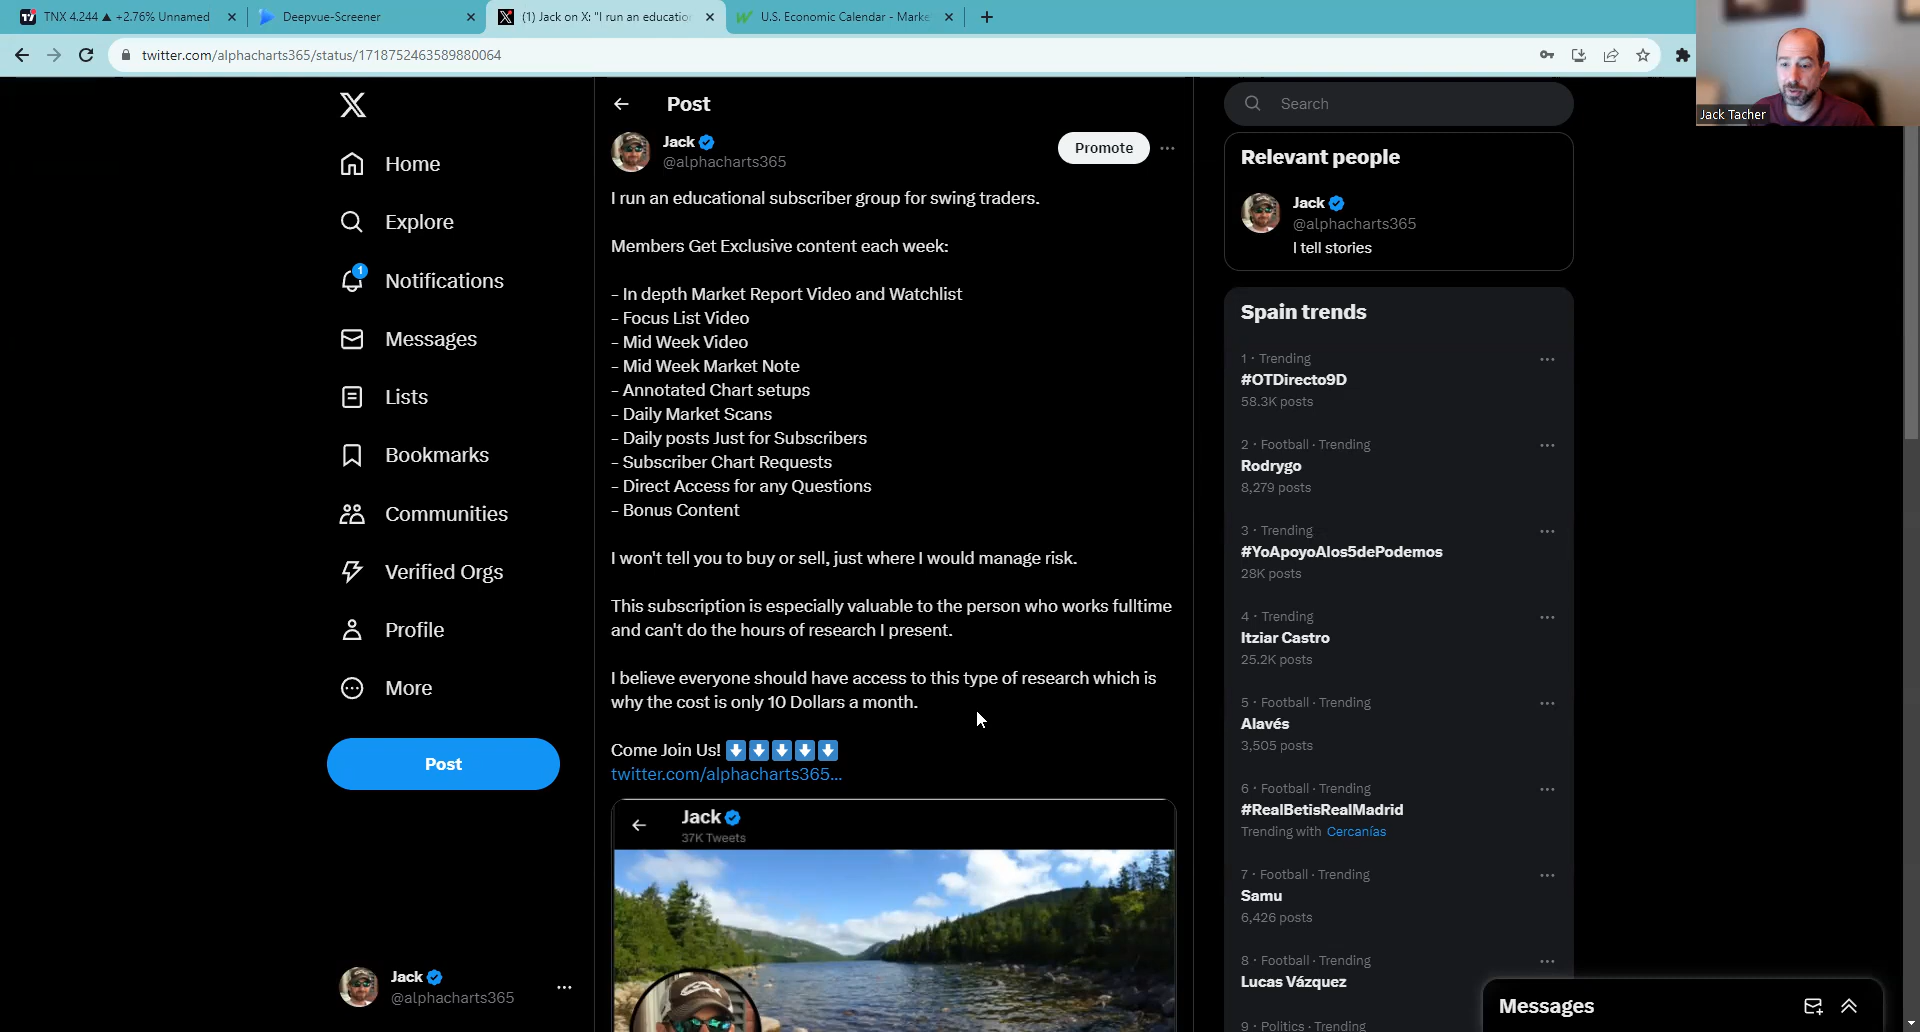 TNX 4.244 ▲ +2.76% Unnamed
Deepvue-Screener
(1) Jack on X: "I run an educatio
U.S. Economic Calendar - Marke
twitter.com/alphacharts365/status/1718752463589880064
Jack Tacher
Home
Explore
1
Notifications
Messages
Lists
Bookmarks
Communities
Verified Orgs
Profile
More
Post
Jack
@alphacharts365
Post
Jack
@alphacharts365
Promote
I run an educational subscriber group for swing traders.
Members Get Exclusive content each week:
- In depth Market Report Video and Watchlist
- Focus List Video
- Mid Week Video
- Mid Week Market Note
- Annotated Chart setups
- Daily Market Scans
- Daily posts Just for Subscribers
- Subscriber Chart Requests
- Direct Access for any Questions
- Bonus Content
I won't tell you to buy or sell, just where I would manage risk.
This subscription is especially valuable to the person who works fulltime
and can't do the hours of research I present.
I believe everyone should have access to this type of research which is
why the cost is only 10 Dollars a month.
Come Join Us! ⬇️⬇️⬇️⬇️⬇️
twitter.com/alphacharts365...
Jack
37K Tweets
Search
Relevant people
Jack
@alphacharts365
I tell stories
Spain trends
1 · Trending
#OTDirecto9D
58.3K posts
2 · Football · Trending
Rodrygo
8,279 posts
3 · Trending
#YoApoyoAlos5dePodemos
28K posts
4 · Trending
Itziar Castro
25.2K posts
5 · Football · Trending
Alavés
3,505 posts
6 · Football · Trending
#RealBetisRealMadrid
Trending with Cercanías
7 · Football · Trending
Samu
6,426 posts
8 · Football · Trending
Lucas Vázquez
9 · Politics · Trending
Messages